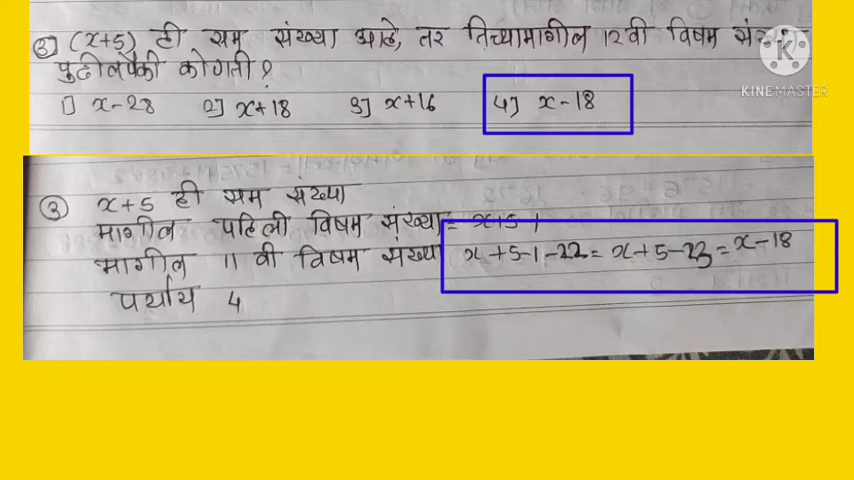 3] (x+5) ही सम संख्या आहे, तर तिच्यामागील 12वी विषम
पुढीलपैकी कोणती?
1] x-28 2] x+18 3] x+16 4] x-18
KINEMASTER
③ x+5 ही सम संख्या
मागील पहिली विषम संख्या = x+5-1
मागील 11 वी विषम संख्या x+5-1-22 = x+5-23 = x-18
पर्याय 4